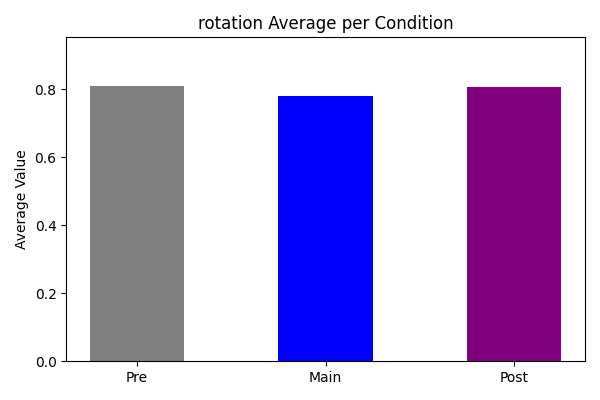 rotation Average per Condition
Average Value
0.8
0.6
0.4
0.2
0.0
Pre
Main
Post